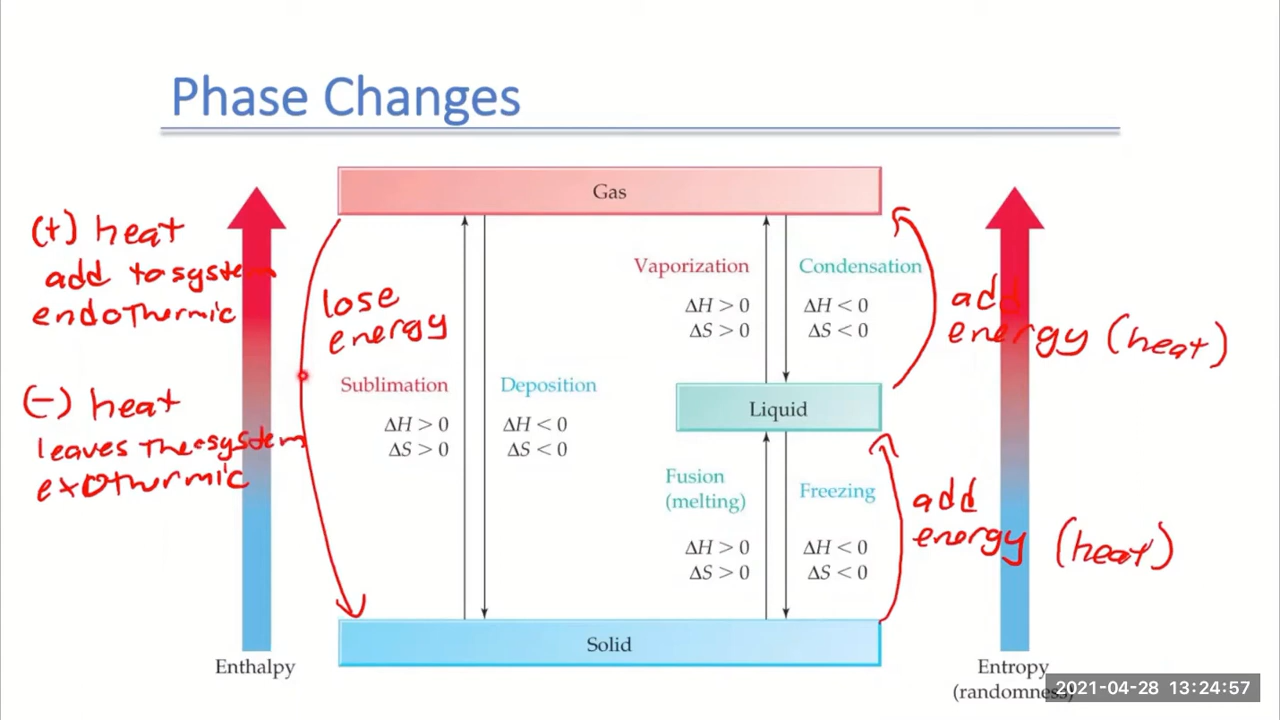 Phase Changes
Gas
(+) heat
add to system
endothermic
(-) heat
leaves the system
exothermic
lose
energy
Sublimation
ΔH > 0
ΔS > 0
Deposition
ΔH < 0
ΔS < 0
Vaporization
ΔH > 0
ΔS > 0
Condensation
ΔH < 0
ΔS < 0
add
energy (heat)
Liquid
Fusion
(melting)
ΔH > 0
ΔS > 0
Freezing
ΔH < 0
ΔS < 0
add
energy (heat)
Solid
Enthalpy
Entropy
(randomness)
2021-04-28 13:24:57